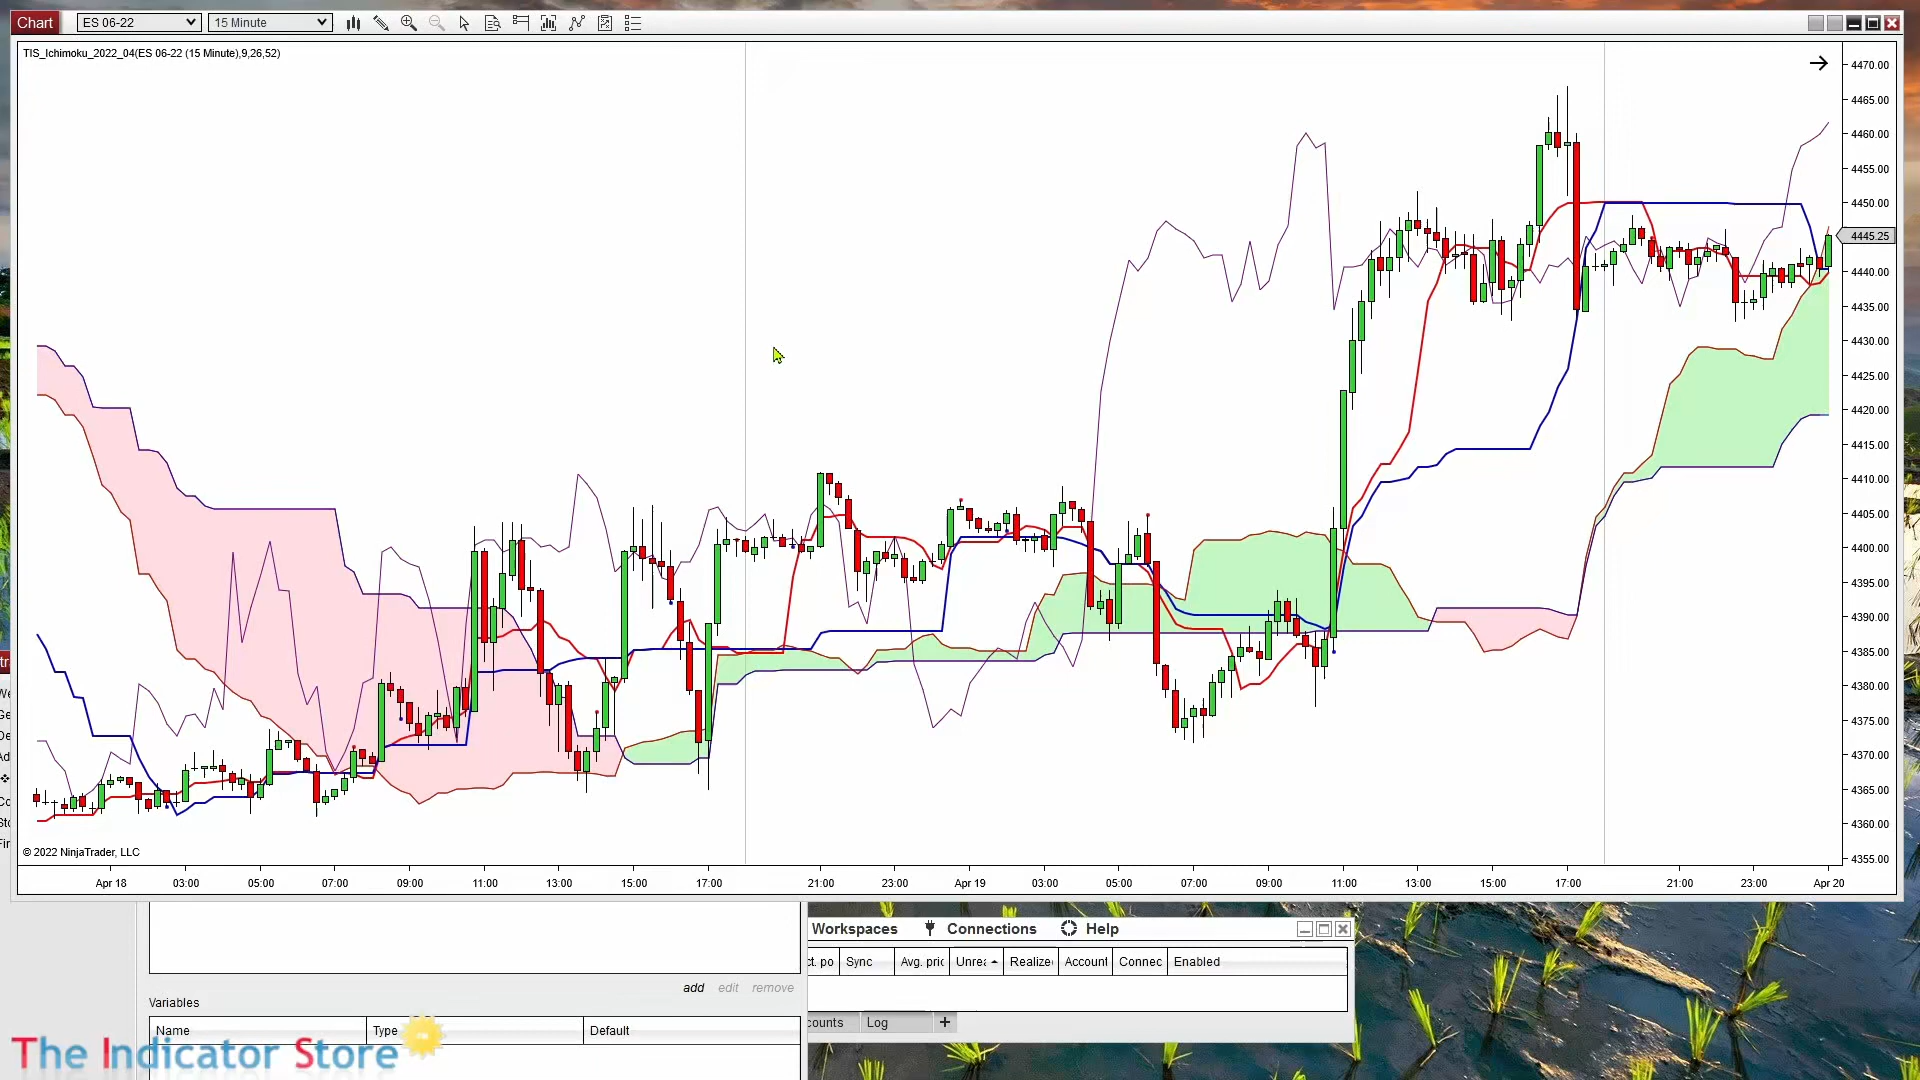 Chart ES 06-22 15 Minute
TIS_Ichimoku_2022_04(ES 06-22 (15 Minute),9,26,52)
4470.00
4465.00
4460.00
4455.00
4450.00
4445.25
4440.00
4435.00
4430.00
4425.00
4420.00
4415.00
4410.00
4405.00
4400.00
4395.00
4390.00
4385.00
4380.00
4375.00
4370.00
4365.00
4360.00
4355.00
© 2022 NinjaTrader, LLC
Apr 18 03:00 05:00 07:00 09:00 11:00 13:00 15:00 17:00 21:00 23:00 Apr 19 03:00 05:00 07:00 09:00 11:00 13:00 15:00 17:00 21:00 23:00 Apr 20
Workspaces Connections Help
ct. po Sync Avg. pric Unrea Realize Account Connec Enabled
add edit remove
Variables
counts Log +
Name Type Default
The Indicator Store